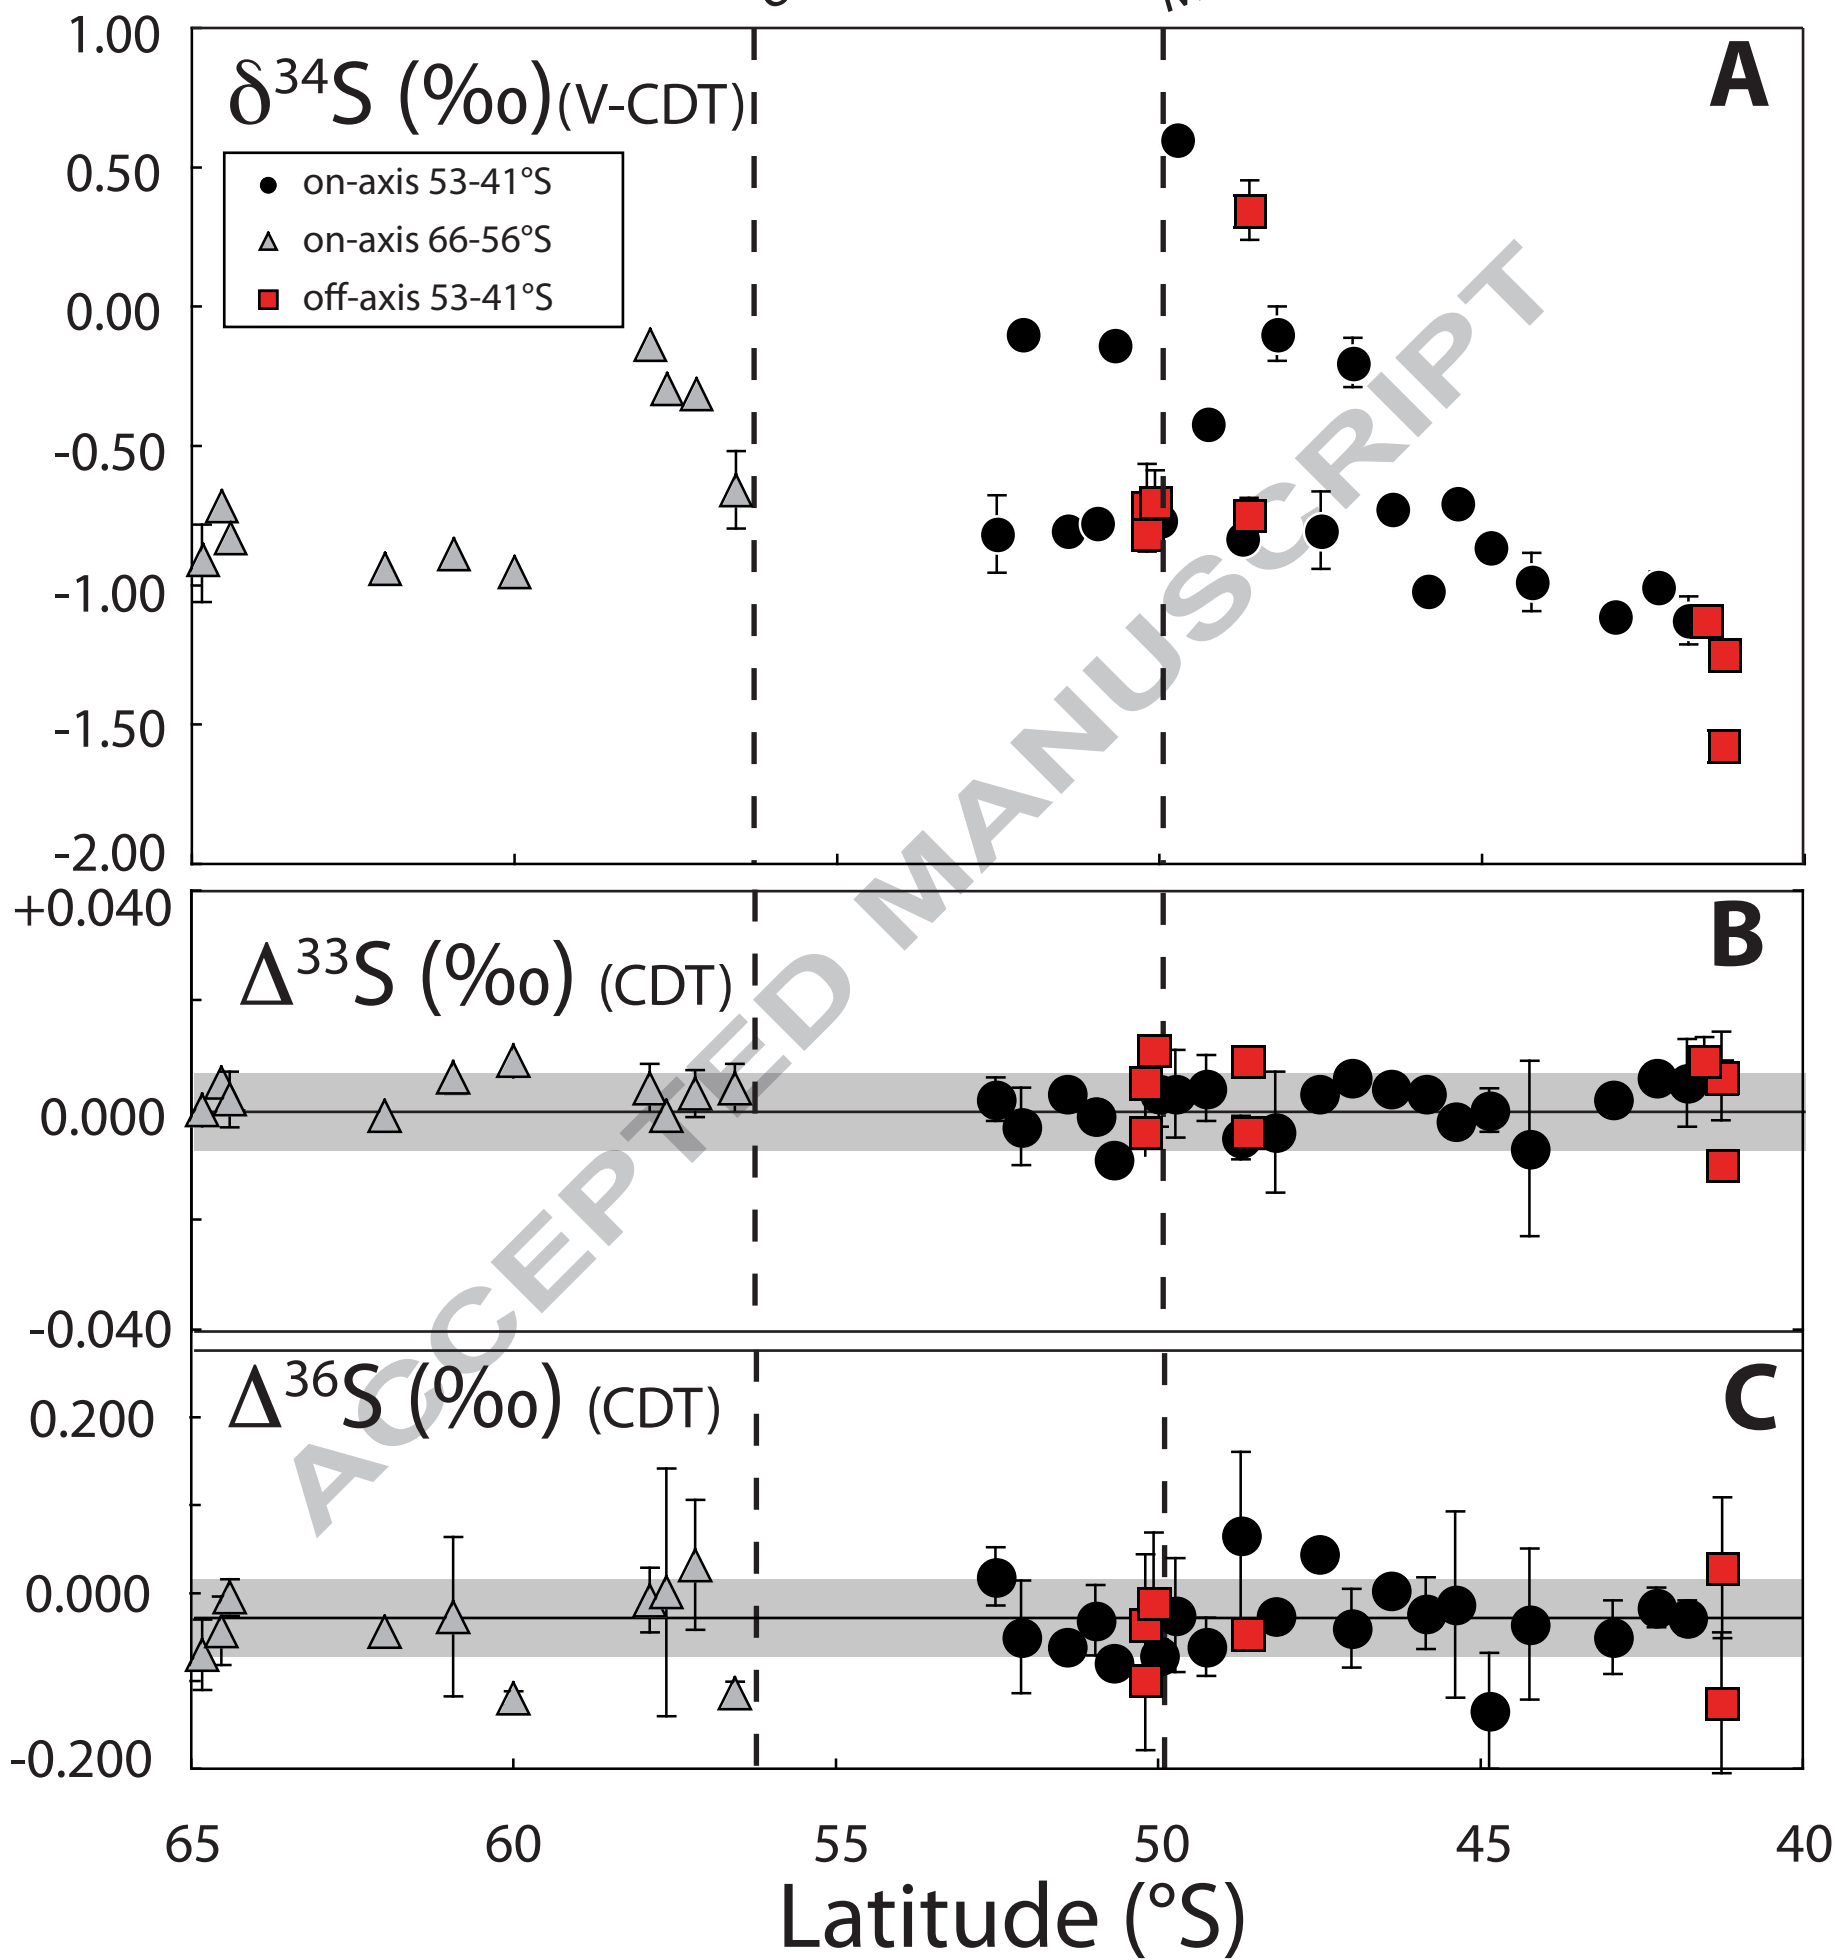 1.00
δ³⁴S (‰) (V-CDT)
A
0.50
on-axis 53-41°S
on-axis 66-56°S
off-axis 53-41°S
0.00
-0.50
-1.00
-1.50
-2.00
+0.040
Δ³³S (‰) (CDT)
B
0.000
-0.040
Δ³⁶S (‰) (CDT)
C
0.200
0.000
-0.200
65 60 55 50 45 40
Latitude (°S)
ACCEPTED MANUSCRIPT